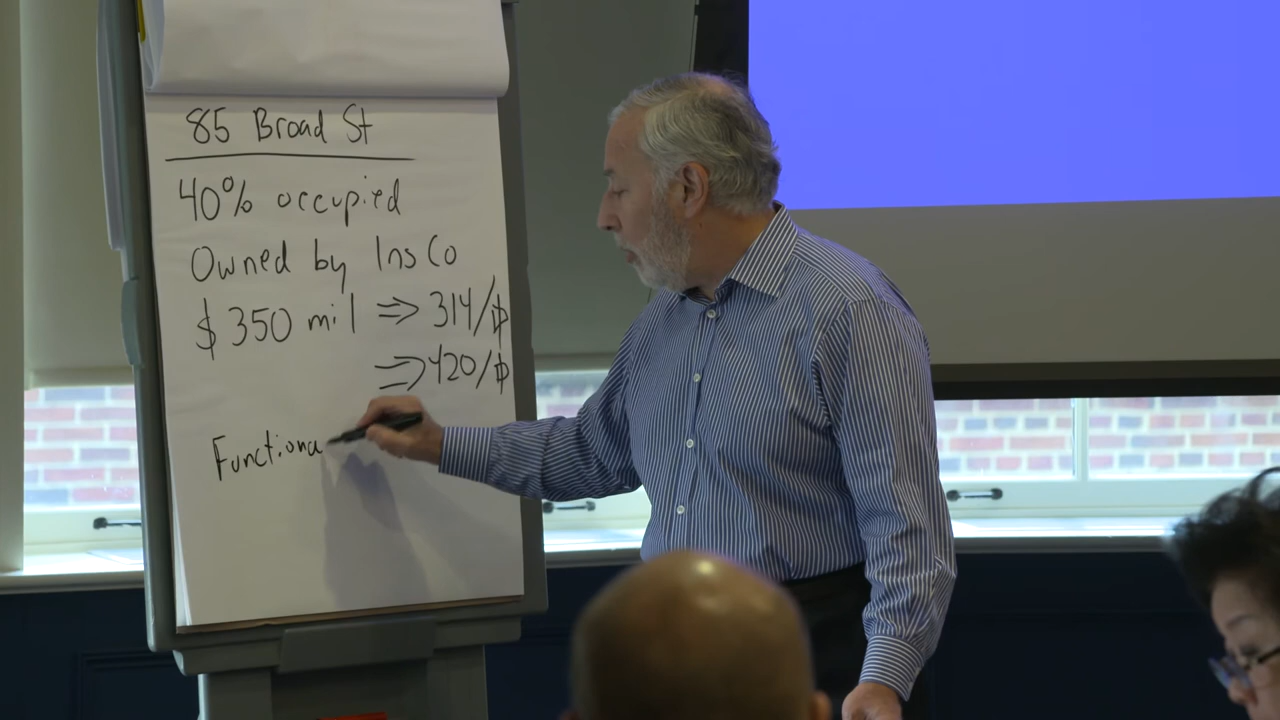 85 Broad St
40% occupied
Owned by Ins Co
$350 mil ⇒ 314/ф
⇒ 420/ф
Functiona